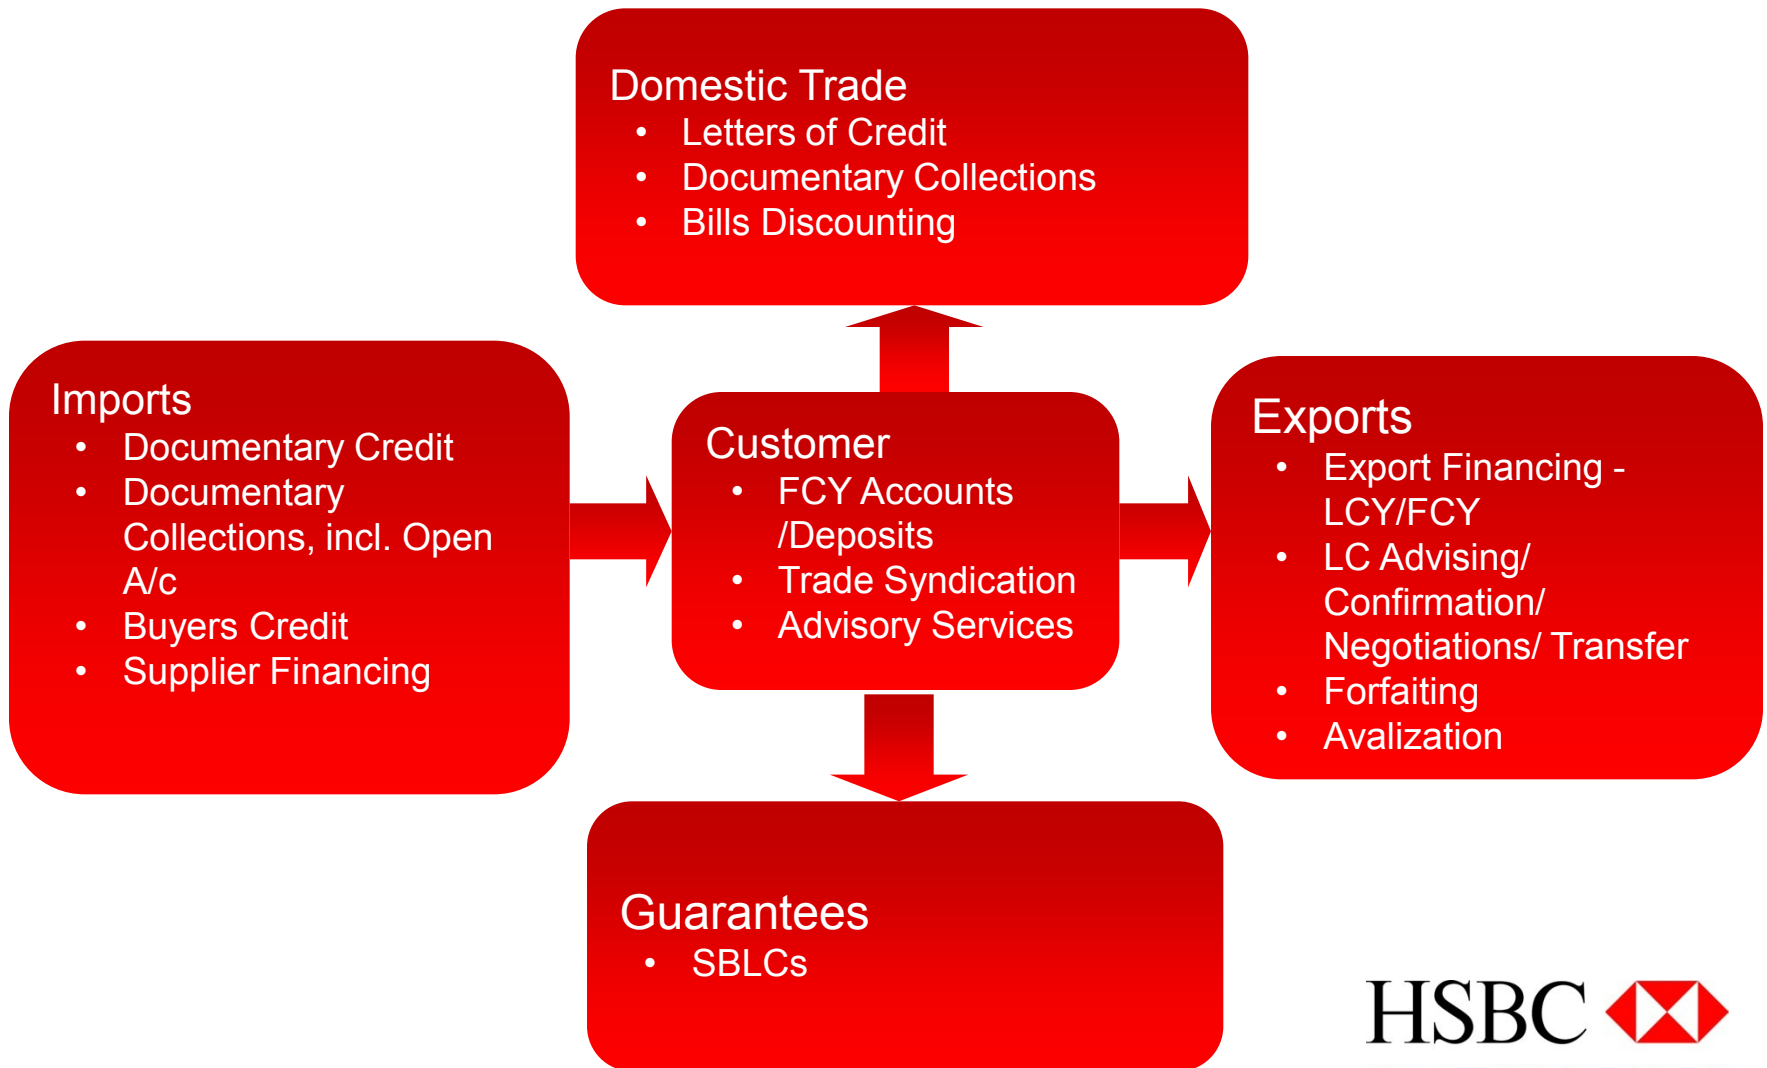 Domestic Trade
• Letters of Credit
• Documentary Collections
• Bills Discounting
Imports
• Documentary Credit
• Documentary
Collections, incl. Open
A/c
• Buyers Credit
• Supplier Financing
Customer
• FCY Accounts
/Deposits
• Trade Syndication
• Advisory Services
Exports
• Export Financing -
LCY/FCY
• LC Advising/
Confirmation/
Negotiations/ Transfer
• Forfaiting
• Avalization
Guarantees
• SBLCs
HSBC